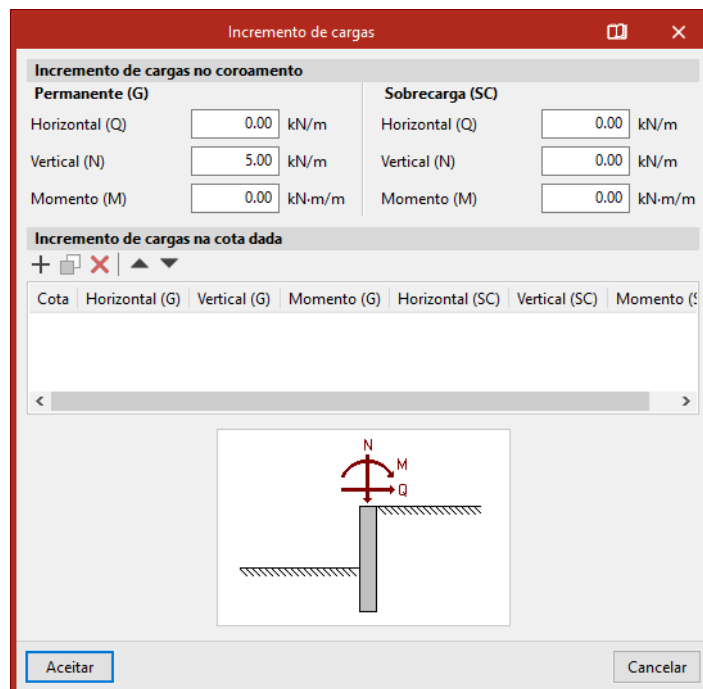 Incremento de cargas
Incremento de cargas no coroamento
Permanente (G)
Sobrecarga (SC)
Horizontal (Q) 0.00 kN/m
Horizontal (Q) 0.00 kN/m
Vertical (N) 5.00 kN/m
Vertical (N) 0.00 kN/m
Momento (M) 0.00 kN·m/m
Momento (M) 0.00 kN·m/m
Incremento de cargas na cota dada
Cota Horizontal (G) Vertical (G) Momento (G) Horizontal (SC) Vertical (SC) Momento (
N
M
Q
Aceitar
Cancelar